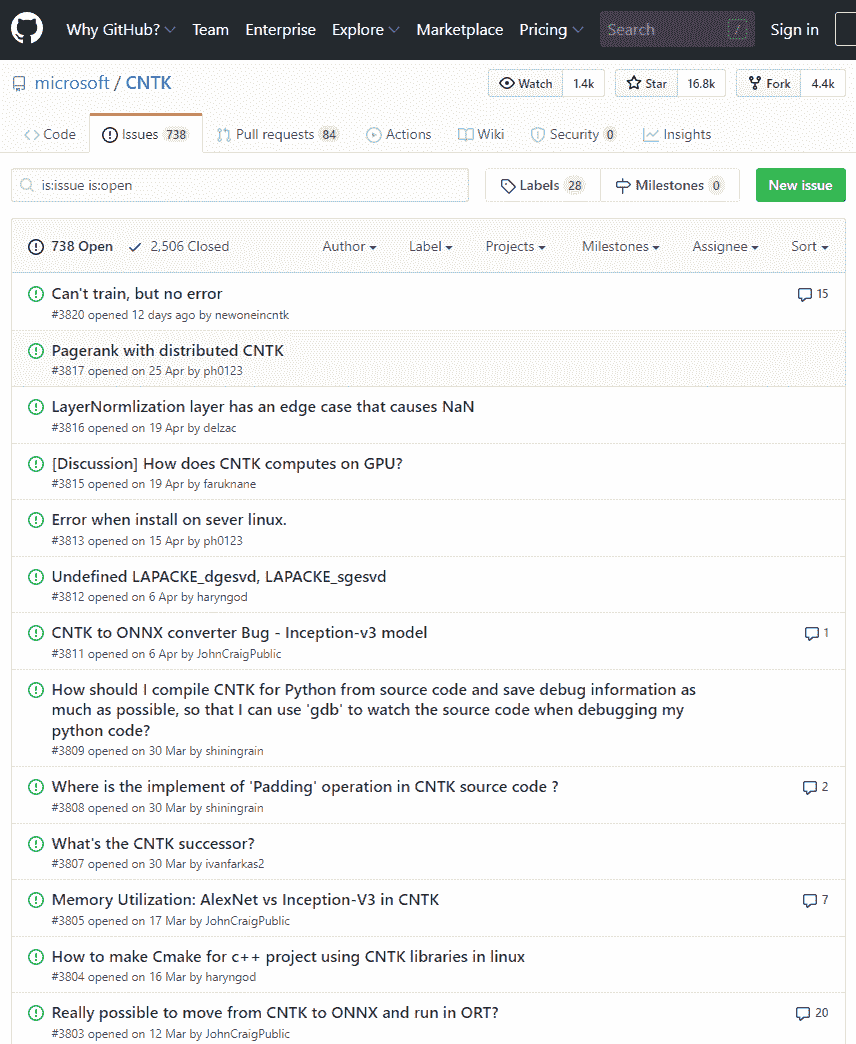 Why GitHub? Team Enterprise Explore Marketplace Pricing Search / Sign in
microsoft / CNTK Watch 1.4k Star 16.8k Fork 4.4k
Code Issues 738 Pull requests 84 Actions Wiki Security 0 Insights
is:issue is:open Labels 28 Milestones 0 New issue
738 Open 2,506 Closed Author Label Projects Milestones Assignee Sort
Can't train, but no error 15
#3820 opened 12 days ago by newoneincntk
Pagerank with distributed CNTK
#3817 opened on 25 Apr by ph0123
LayerNormlization layer has an edge case that causes NaN
#3816 opened on 19 Apr by delzac
[Discussion] How does CNTK computes on GPU?
#3815 opened on 19 Apr by faruknane
Error when install on sever linux.
#3813 opened on 15 Apr by ph0123
Undefined LAPACKE_dgesvd, LAPACKE_sgesvd
#3812 opened on 6 Apr by haryngod
CNTK to ONNX converter Bug - Inception-v3 model 1
#3811 opened on 6 Apr by JohnCraigPublic
How should I compile CNTK for Python from source code and save debug information as
much as possible, so that I can use 'gdb' to watch the source code when debugging my
python code?
#3809 opened on 30 Mar by shiningrain
Where is the implement of 'Padding' operation in CNTK source code ? 2
#3808 opened on 30 Mar by shiningrain
What's the CNTK successor?
#3807 opened on 30 Mar by ivanfarkas2
Memory Utilization: AlexNet vs Inception-V3 in CNTK 7
#3805 opened on 17 Mar by JohnCraigPublic
How to make Cmake for c++ project using CNTK libraries in linux
#3804 opened on 16 Mar by haryngod
Really possible to move from CNTK to ONNX and run in ORT? 20
#3803 opened on 12 Mar by JohnCraigPublic